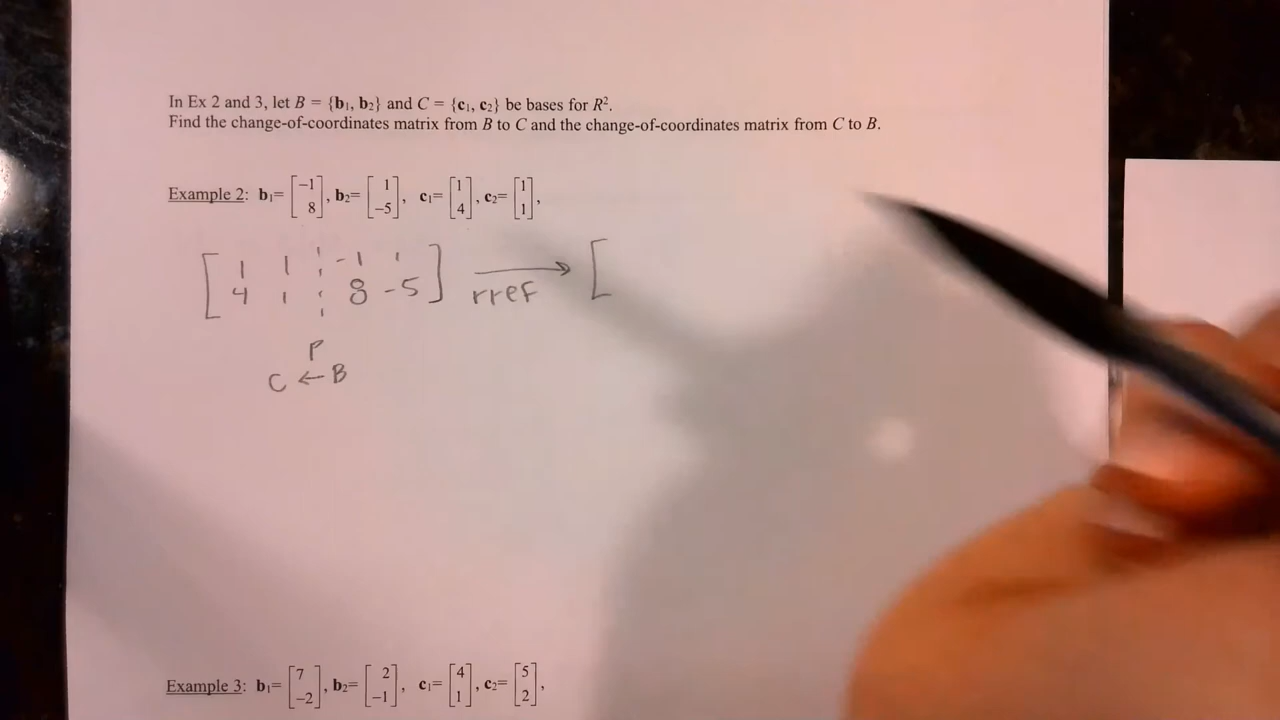 In Ex 2 and 3, let B = {b₁, b₂} and C = {c₁, c₂} be bases for R².
Find the change-of-coordinates matrix from B to C and the change-of-coordinates matrix from C to B.
Example 2: b₁= [−1 8], b₂= [1 −5], c₁= [1 4], c₂= [1 1],
[ 1 1 ¦ -1 1
4 1 ¦ 8 -5 ] → [
rref
P
C ← B
Example 3: b₁= [7 −2], b₂= [2 −1], c₁= [4 1], c₂= [5 2],